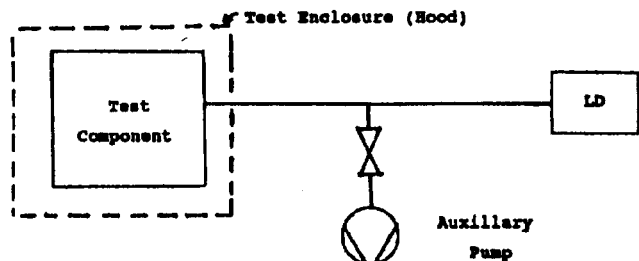 Test Enclosure (Hood)
Test
Component
LD
Auxillary
Pump